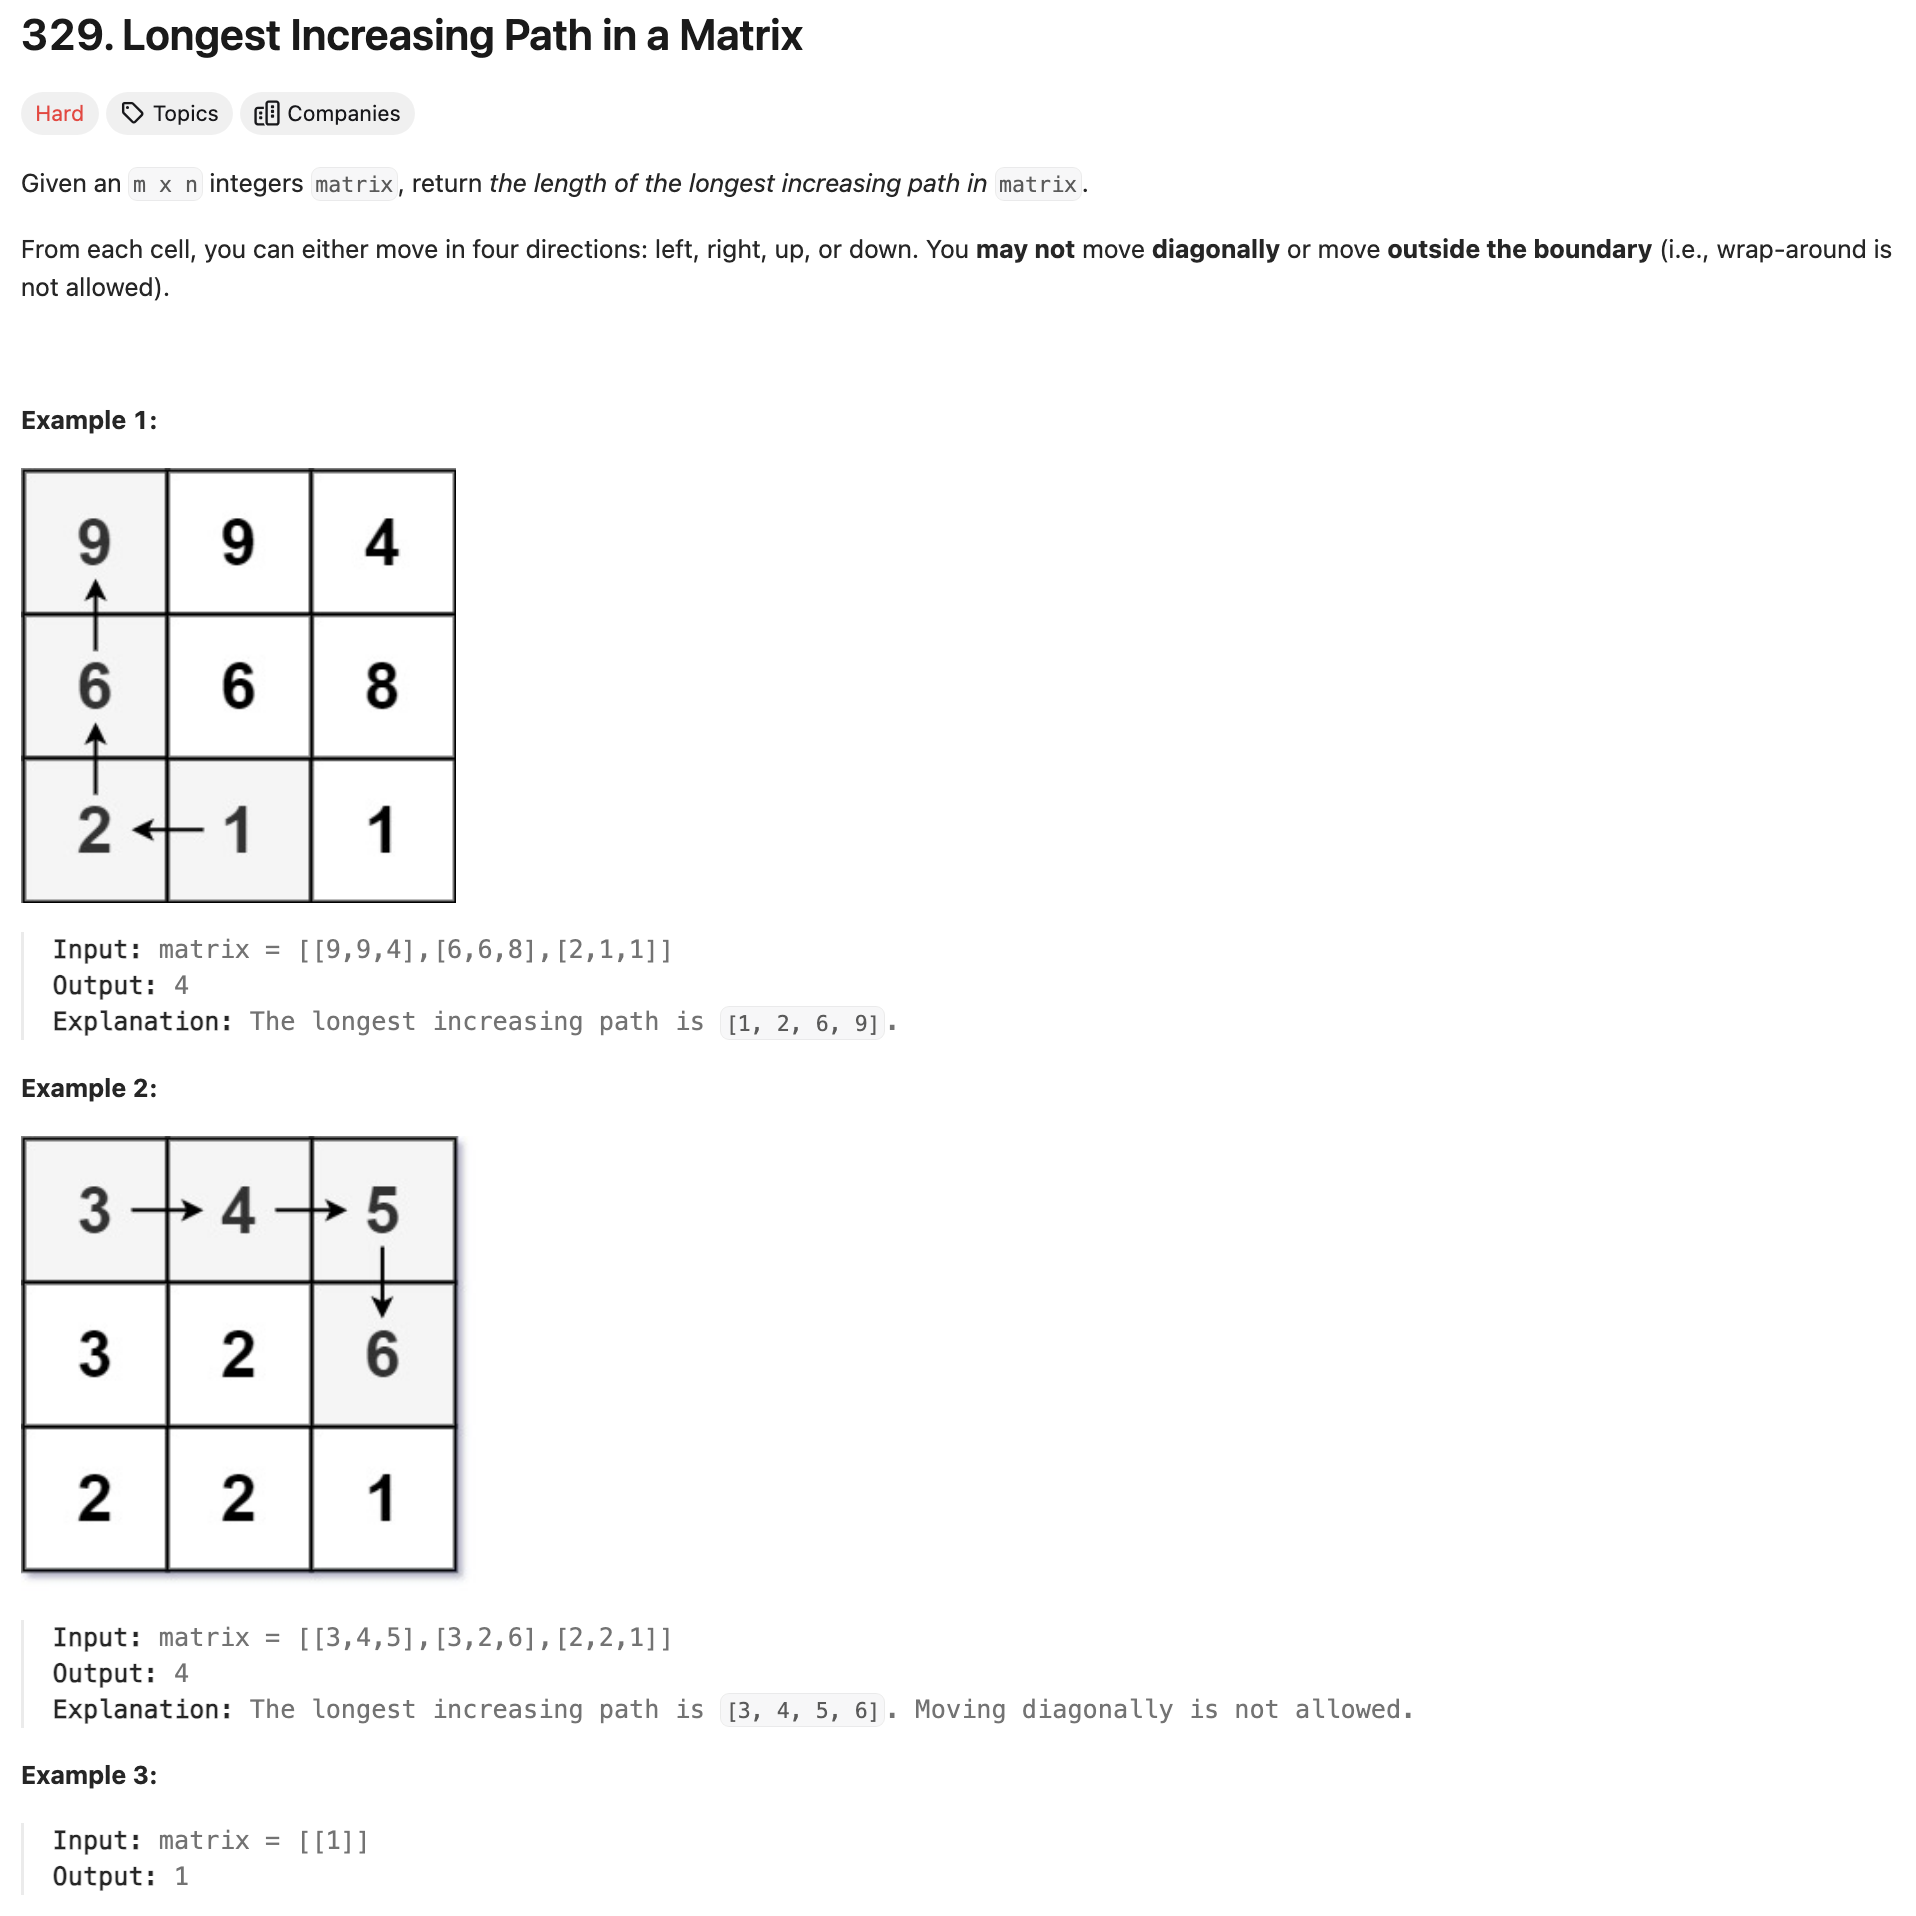 329. Longest Increasing Path in a Matrix
Hard Topics Companies
Given an m x n integers matrix, return the length of the longest increasing path in matrix.
From each cell, you can either move in four directions: left, right, up, or down. You may not move diagonally or move outside the boundary (i.e., wrap-around is
not allowed).
Example 1:
9 9 4
6 6 8
2 1 1
Input: matrix = [[9,9,4],[6,6,8],[2,1,1]]
Output: 4
Explanation: The longest increasing path is [1, 2, 6, 9].
Example 2:
3 4 5
3 2 6
2 2 1
Input: matrix = [[3,4,5],[3,2,6],[2,2,1]]
Output: 4
Explanation: The longest increasing path is [3, 4, 5, 6]. Moving diagonally is not allowed.
Example 3:
Input: matrix = [[1]]
Output: 1